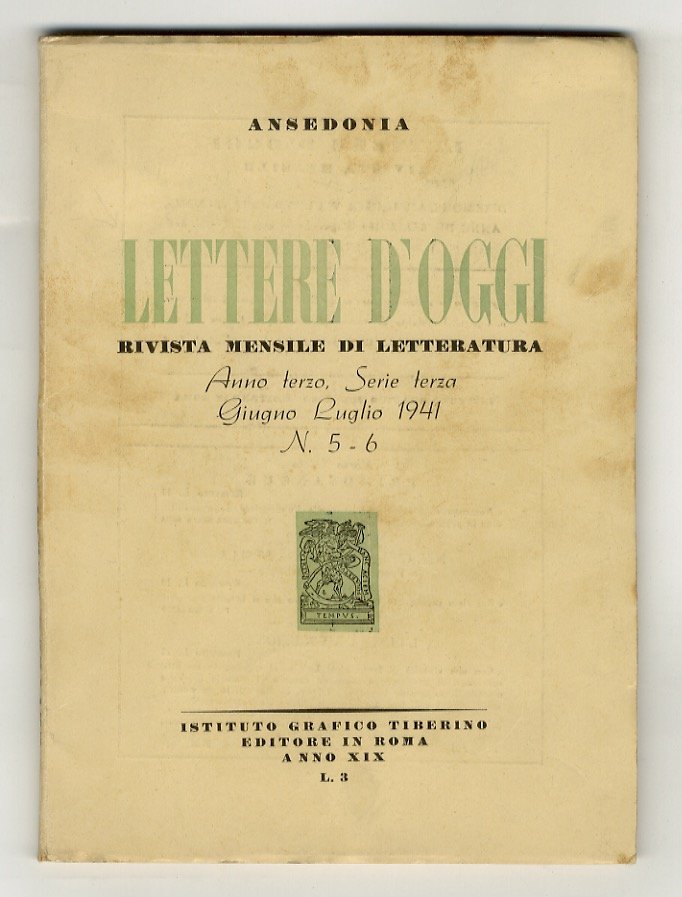 ANSEDONIA
LETTERE D'OGGI
RIVISTA MENSILE DI LETTERATURA
Anno terzo, Serie terza
Giugno Luglio 1941
N. 5 - 6
TEMPVS.
ISTITUTO GRAFICO TIBERINO
EDITORE IN ROMA
ANNO XIX
L. 3